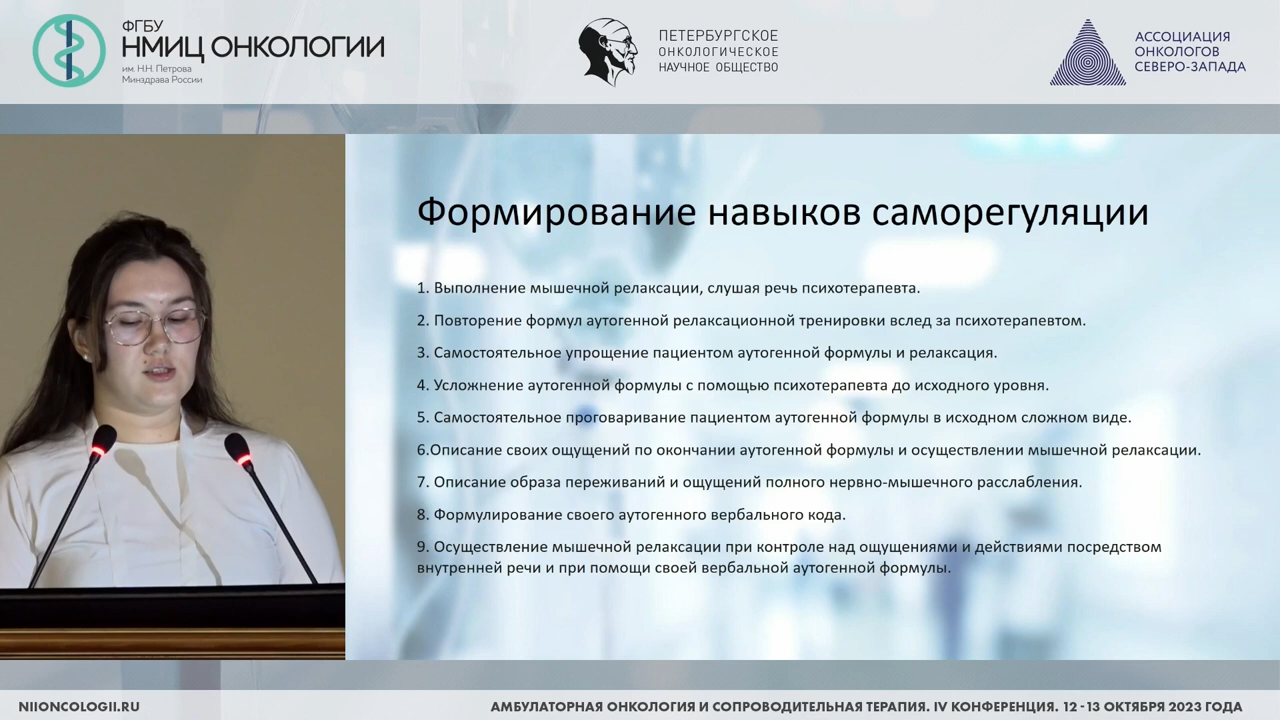 ФГБУ
НМИЦ ОНКОЛОГИИ
им. Н.Н. Петрова
Минздрава России
ПЕТЕРБУРГСКОЕ
ОНКОЛОГИЧЕСКОЕ
НАУЧНОЕ ОБЩЕСТВО
АССОЦИАЦИЯ
ОНКОЛОГОВ
СЕВЕРО-ЗАПАДА
Формирование навыков саморегуляции
1. Выполнение мышечной релаксации, слушая речь психотерапевта.
2. Повторение формул аутогенной релаксационной тренировки вслед за психотерапевтом.
3. Самостоятельное упрощение пациентом аутогенной формулы и релаксация.
4. Усложнение аутогенной формулы с помощью психотерапевта до исходного уровня.
5. Самостоятельное проговаривание пациентом аутогенной формулы в исходном сложном виде.
6.Описание своих ощущений по окончании аутогенной формулы и осуществлении мышечной релаксации.
7. Описание образа переживаний и ощущений полного нервно-мышечного расслабления.
8. Формулирование своего аутогенного вербального кода.
9. Осуществление мышечной релаксации при контроле над ощущениями и действиями посредством
внутренней речи и при помощи своей вербальной аутогенной формулы.
NIIONCOLOGII.RU
АМБУЛАТОРНАЯ ОНКОЛОГИЯ И СОПРОВОДИТЕЛЬНАЯ ТЕРАПИЯ. IV КОНФЕРЕНЦИЯ. 12-13 ОКТЯБРЯ 2023 ГОДА